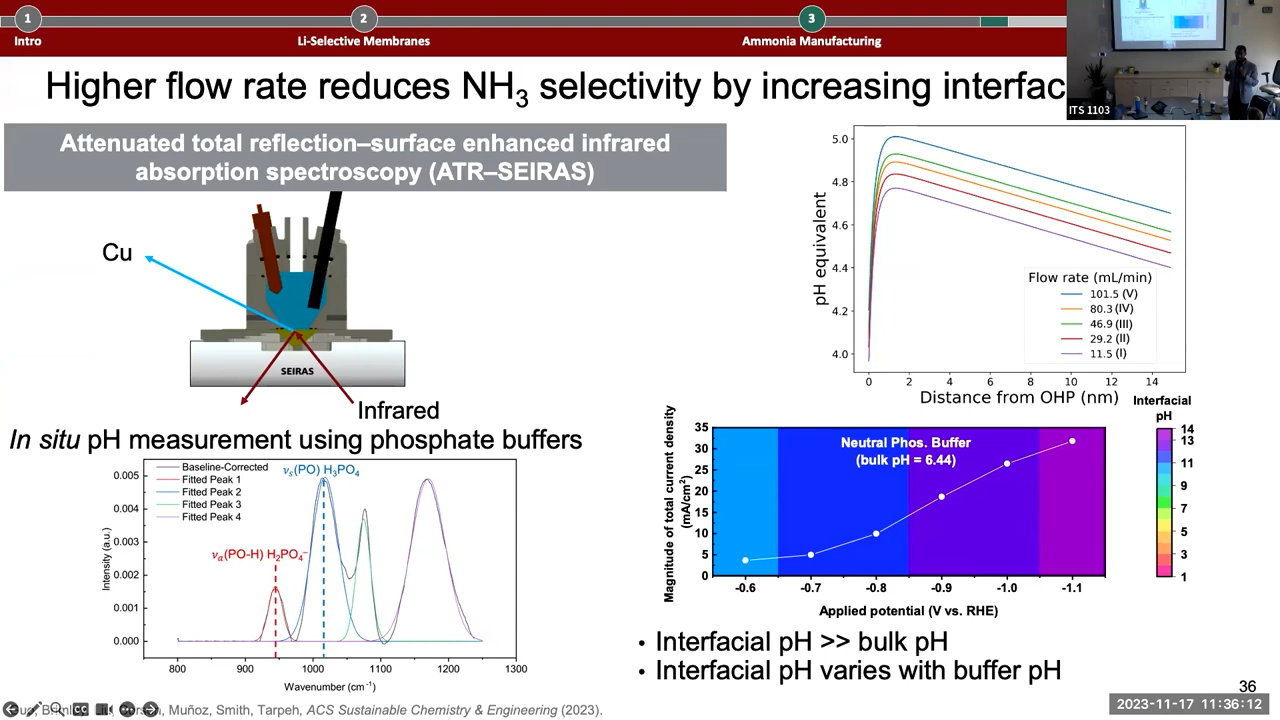 1
2
3
Intro
Li-Selective Membranes
Ammonia Manufacturing
Higher flow rate reduces NH₃ selectivity by increasing interfac
ITS 1103
Attenuated total reflection–surface enhanced infrared
absorption spectroscopy (ATR–SEIRAS)
Cu
SEIRAS
Infrared
In situ pH measurement using phosphate buffers
Baseline-Corrected
Fitted Peak 1
Fitted Peak 2
Fitted Peak 3
Fitted Peak 4
νs(PO) H₃PO₄
να(PO-H) H₂PO₄⁻
Intensity (a.u.)
0.005
0.004
0.003
0.002
0.001
0.000
800 900 1000 1100 1200 1300
Wavenumber (cm⁻¹)
pH equivalent
5.0
4.8
4.6
4.4
4.2
4.0
Flow rate (mL/min)
101.5 (V)
80.3 (IV)
46.9 (III)
29.2 (II)
11.5 (I)
0 2 4 6 8 10 12 14
Distance from OHP (nm)
Magnitude of total current density
(mA/cm²)
35
30
25
20
15
10
5
0
Neutral Phos. Buffer
(bulk pH = 6.44)
-0.6 -0.7 -0.8 -0.9 -1.0 -1.1
Applied potential (V vs. RHE)
Interfacial
pH
14
13
11
9
7
5
3
1
• Interfacial pH >> bulk pH
• Interfacial pH varies with buffer pH
36
Muñoz, Smith, Tarpeh, ACS Sustainable Chemistry & Engineering (2023).
2023-11-17 11:36:12